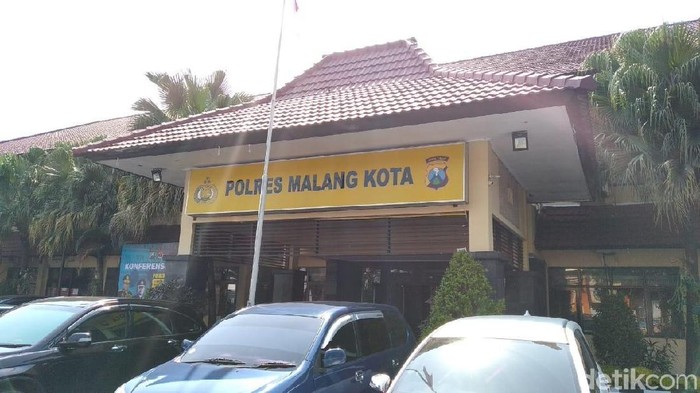 POLRES MALANG KOTA
KONFERENS
detikcom